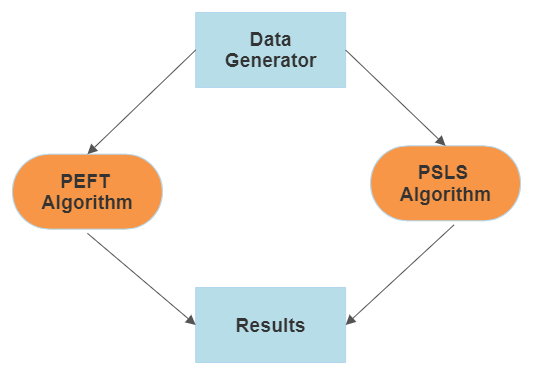 Data
Generator
PEFT
Algorithm
PSLS
Algorithm
Results